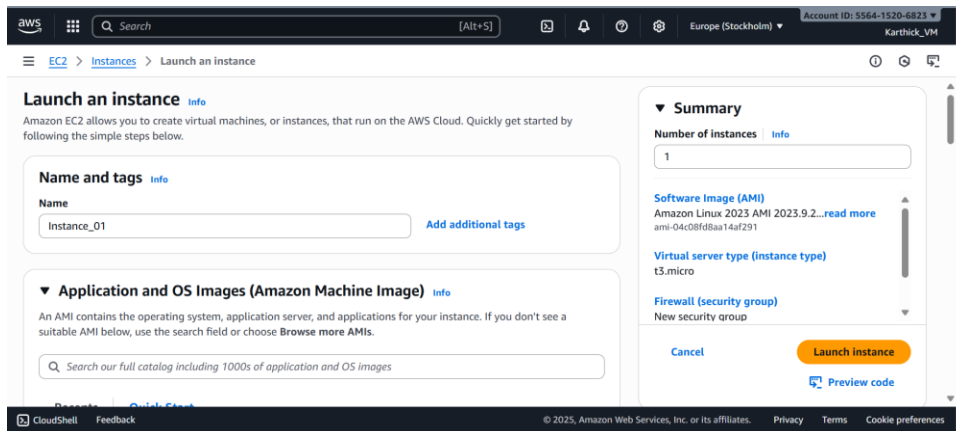 aws
Search [Alt+S]
Europe (Stockholm) ▼
Account ID: 5564-1520-6823 ▼
Karthick_VM
EC2 > Instances > Launch an instance
Launch an instance Info
Amazon EC2 allows you to create virtual machines, or instances, that run on the AWS Cloud. Quickly get started by
following the simple steps below.
Name and tags Info
Name
Instance_01
Add additional tags
▼ Application and OS Images (Amazon Machine Image) Info
An AMI contains the operating system, application server, and applications for your instance. If you don't see a
suitable AMI below, use the search field or choose Browse more AMIs.
Search our full catalog including 1000s of application and OS images
Recents Quick Start
▼ Summary
Number of instances Info
1
Software Image (AMI)
Amazon Linux 2023 AMI 2023.9.2...read more
ami-04c08fd8aa14af291
Virtual server type (instance type)
t3.micro
Firewall (security group)
New security group
Cancel
Launch instance
Preview code
CloudShell Feedback
© 2025, Amazon Web Services, Inc. or its affiliates. Privacy Terms Cookie preferences